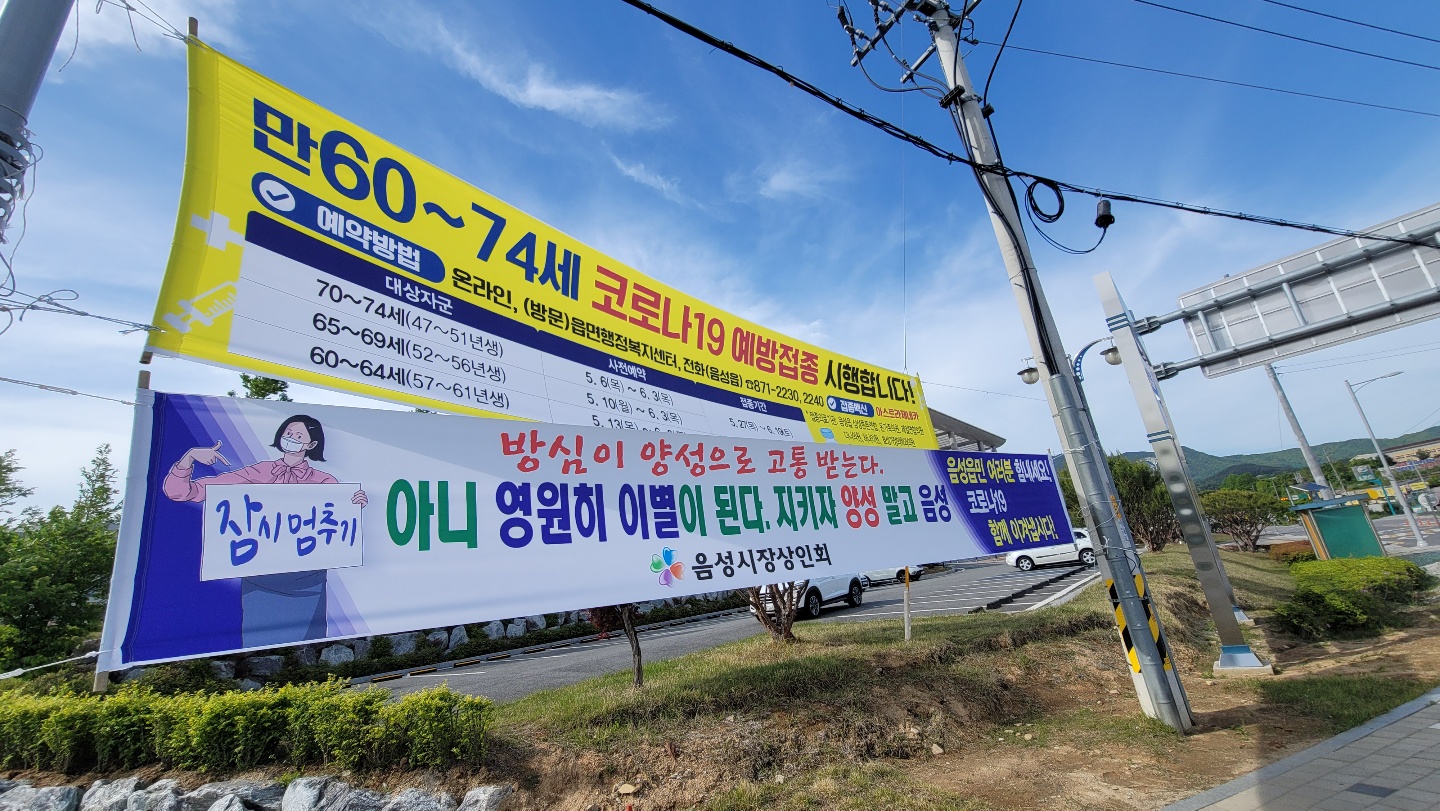 만60~74세 코로나19 예방접종 시행합니다!
예약방법 온라인, (방문)읍면행정복지센터, 전화(음성읍) ☎871-2230, 2240
대상자군 사전예약 접종기간
접종백신 아스트라제네카
70~74세(47~51년생) 5. 6(목) ~ 6. 3(목) 5. 27(목) ~ 6. 19(토)
65~69세(52~56년생) 5. 10(월) ~ 6. 3(목)
60~64세(57~61년생) 5. 13(목) ~
방심이 양성으로 고통 받는다.
아니 영원히 이별이 된다. 지키자 양성 말고 음성
잠시멈추기
음성시장상인회
음성읍민 여러분 힘내세요,
코로나19
함께 이겨냅시다!